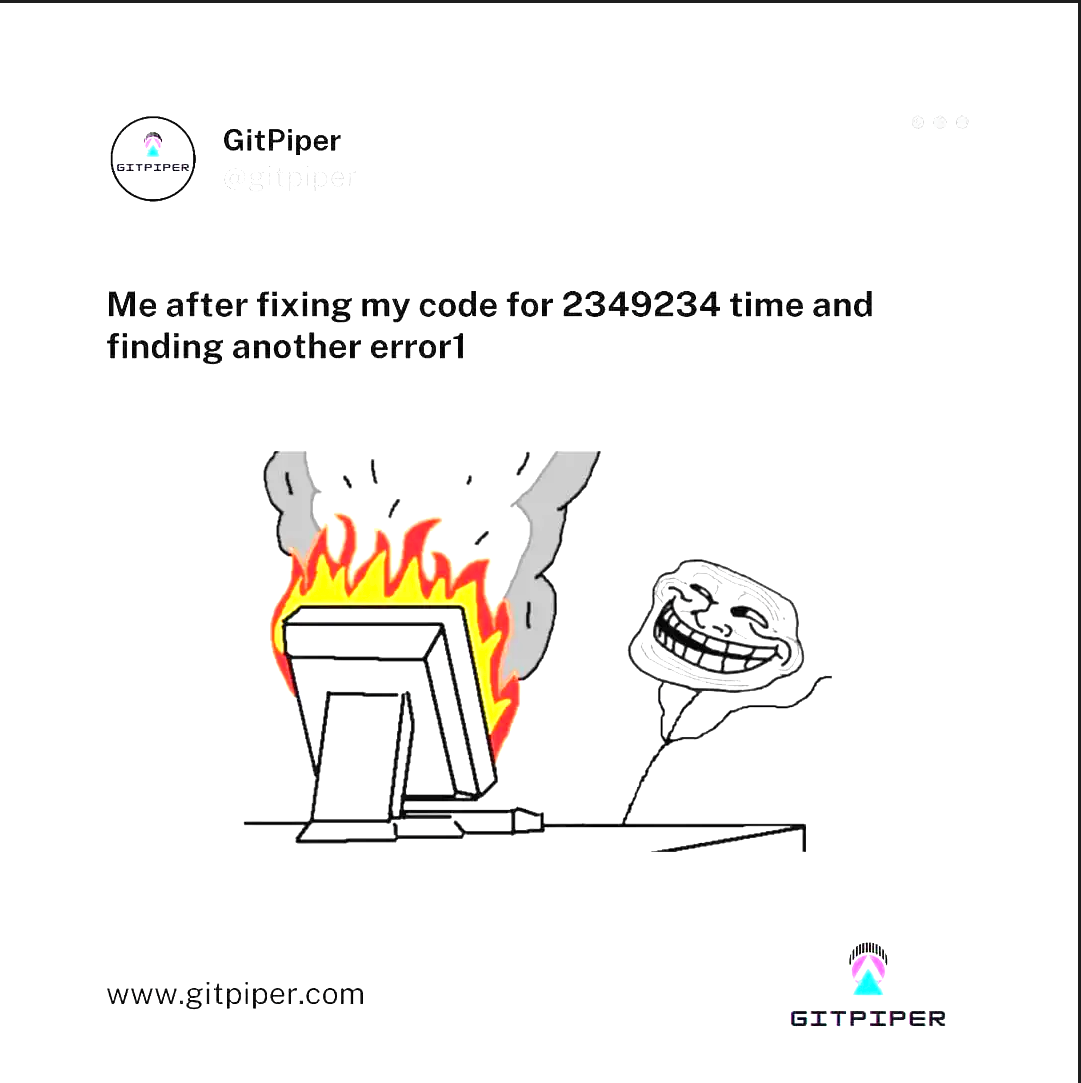 GitPiper
GITPIPER
@gitpiper
Me after fixing my code for 2349234 time and
finding another error1
www.gitpiper.com
GITPIPER